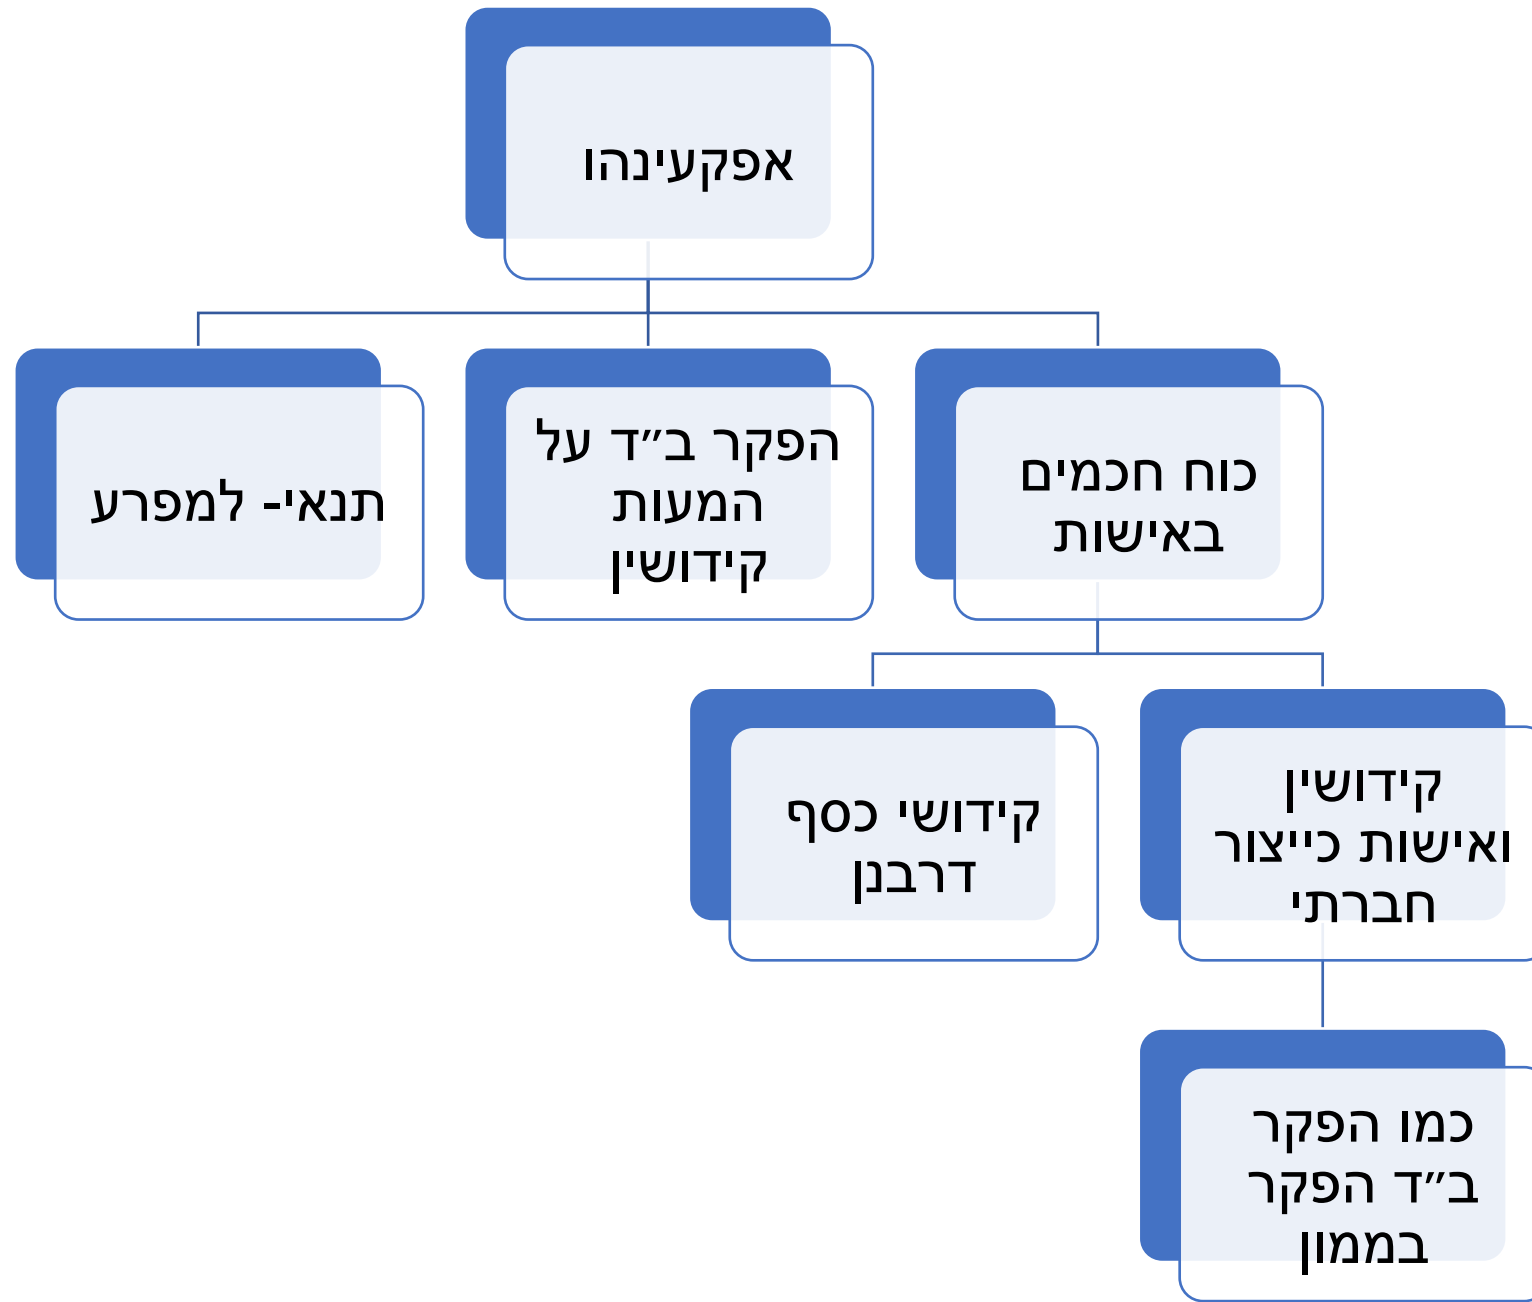 אפקעינהו
כוח חכמים
באישות
הפקר ב״ד על
המעות
קידושין
תנאי- למפרע
קידושין
ואישות כייצור
חברתי
קידושי כסף
דרבנן
כמו הפקר
ב״ד הפקר
בממון